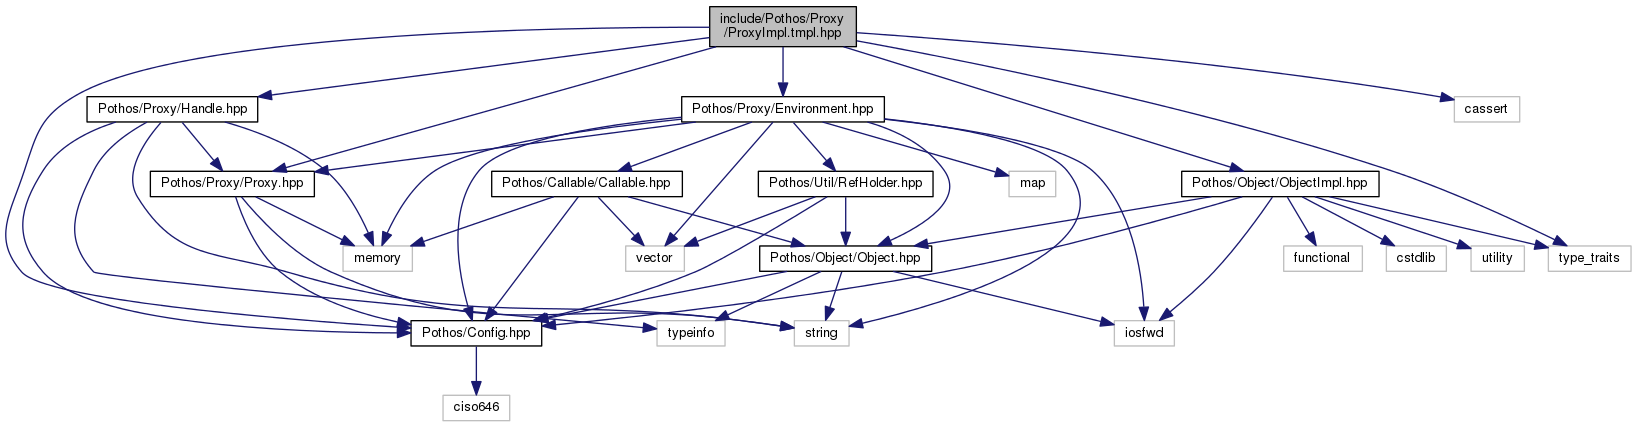 include/Pothos/Proxy
/ProxyImpl.tmpl.hpp
Pothos/Proxy/Handle.hpp
Pothos/Proxy/Environment.hpp
cassert
Pothos/Proxy/Proxy.hpp
Pothos/Callable/Callable.hpp
Pothos/Util/RefHolder.hpp
map
Pothos/Object/ObjectImpl.hpp
memory
vector
Pothos/Object/Object.hpp
functional
cstdlib
utility
type_traits
Pothos/Config.hpp
typeinfo
string
iosfwd
ciso646